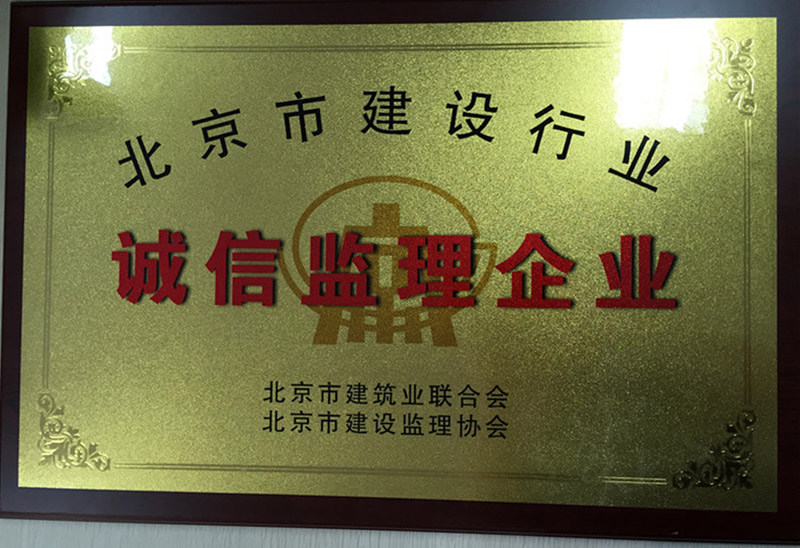 北京市建设行业
诚信监理企业
北京市建筑业联合会
北京市建设监理协会